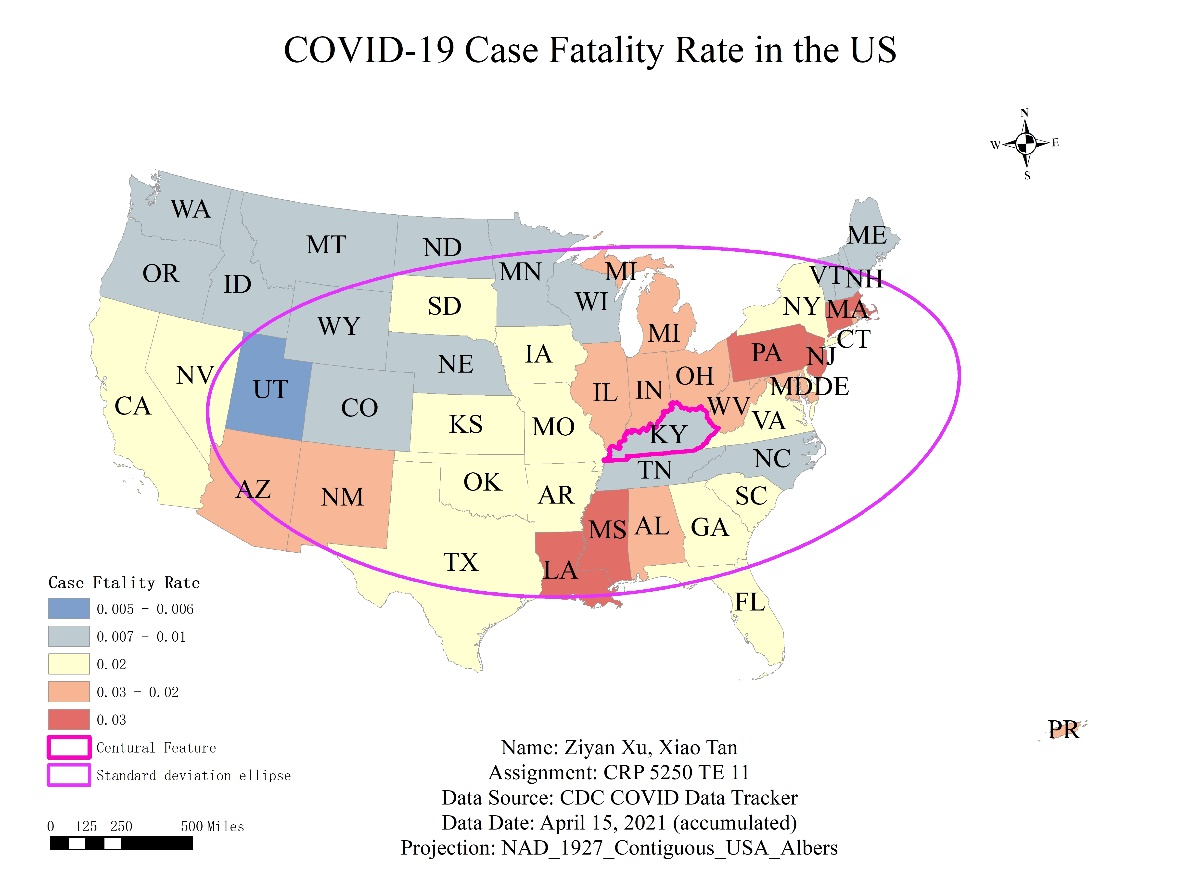 COVID-19 Case Fatality Rate in the US
N
W E
S
WA
MT
ND
MN
ME
OR
ID
VT
NH
SD
WI
MI
NY
MA
WY
MI
CT
IA
PA
NJ
NE
NV
UT
IL
IN
OH
MD
DE
CA
CO
WV
KS
MO
KY
VA
TN
NC
AZ
NM
OK
AR
SC
MS
AL
GA
TX
LA
FL
PR
Case Ftality Rate
0.005 - 0.006
0.007 - 0.01
0.02
0.03 - 0.02
0.03
Centural Feature
Standard deviation ellipse
0 125 250 500 Miles
Name: Ziyan Xu, Xiao Tan
Assignment: CRP 5250 TE 11
Data Source: CDC COVID Data Tracker
Data Date: April 15, 2021 (accumulated)
Projection: NAD_1927_Contiguous_USA_Albers